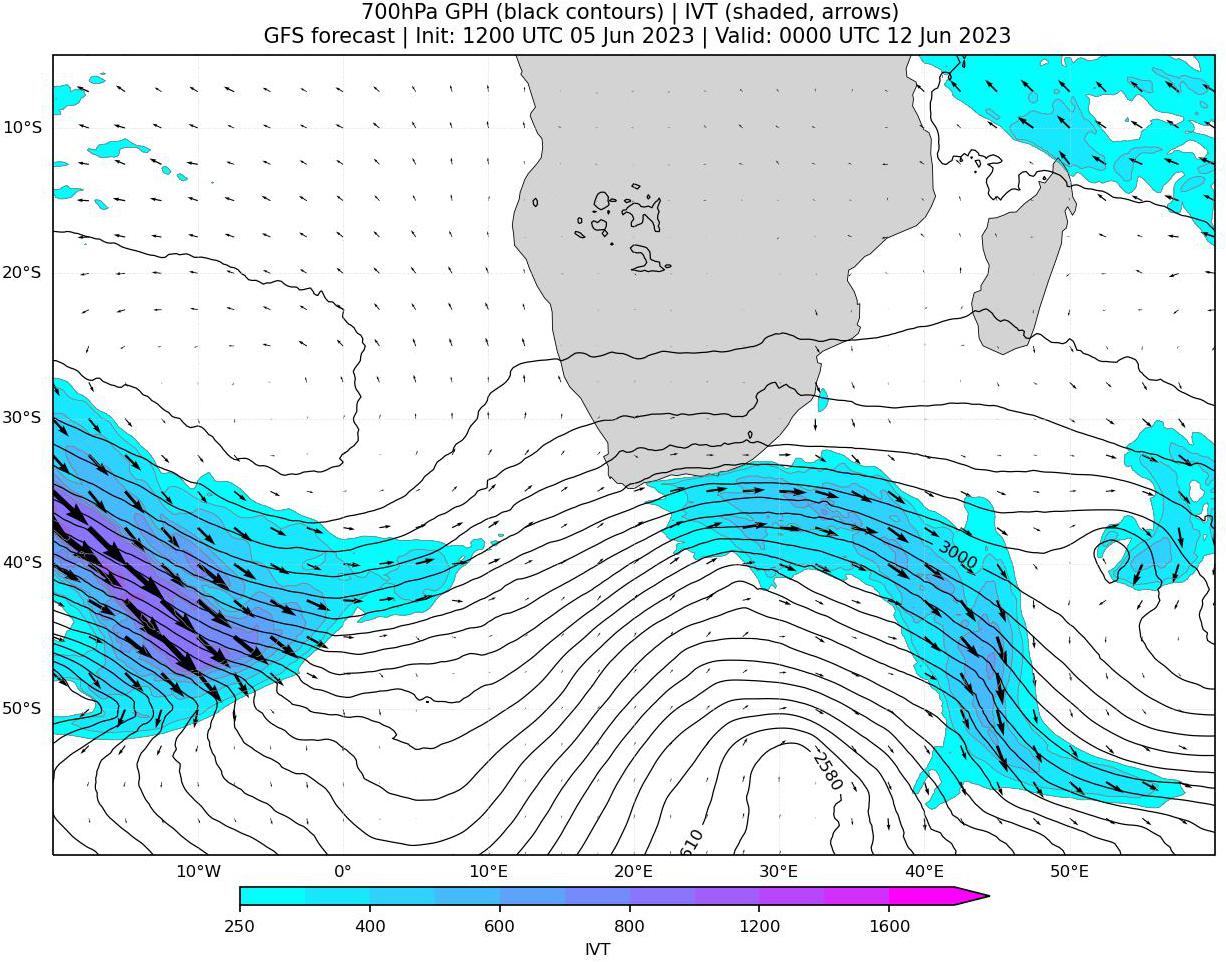 700hPa GPH (black contours) | IVT (shaded, arrows)
GFS forecast | Init: 1200 UTC 05 Jun 2023 | Valid: 0000 UTC 12 Jun 2023
10°S
20°S
30°S
40°S
50°S
3000
2580
610
10°W 0° 10°E 20°E 30°E 40°E 50°E
250 400 600 800 1200 1600
IVT